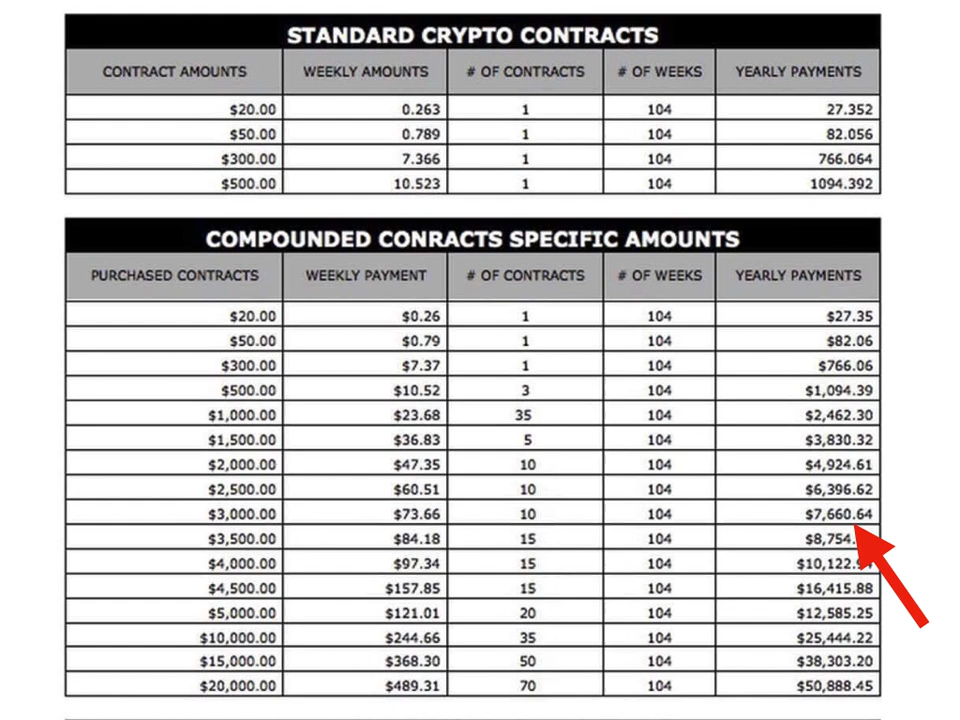 STANDARD CRYPTO CONTRACTS
CONTRACT AMOUNTS WEEKLY AMOUNTS # OF CONTRACTS # OF WEEKS YEARLY PAYMENTS
$20.00 0.263 1 104 27.352
$50.00 0.789 1 104 82.056
$300.00 7.366 1 104 766.064
$500.00 10.523 1 104 1094.392
COMPOUNDED CONRACTS SPECIFIC AMOUNTS
PURCHASED CONTRACTS WEEKLY PAYMENT # OF CONTRACTS # OF WEEKS YEARLY PAYMENTS
$20.00 $0.26 1 104 $27.35
$50.00 $0.79 1 104 $82.06
$300.00 $7.37 1 104 $766.06
$500.00 $10.52 3 104 $1,094.39
$1,000.00 $23.68 35 104 $2,462.30
$1,500.00 $36.83 5 104 $3,830.32
$2,000.00 $47.35 10 104 $4,924.61
$2,500.00 $60.51 10 104 $6,396.62
$3,000.00 $73.66 10 104 $7,660.64
$3,500.00 $84.18 15 104
$4,000.00 $97.34 15 104
$4,500.00 $157.85 15 104 $16,415.88
$5,000.00 $121.01 20 104 $12,585.25
$10,000.00 $244.66 35 104 $25,444.22
$15,000.00 $368.30 50 104 $38,303.20
$20,000.00 $489.31 70 104 $50,888.45